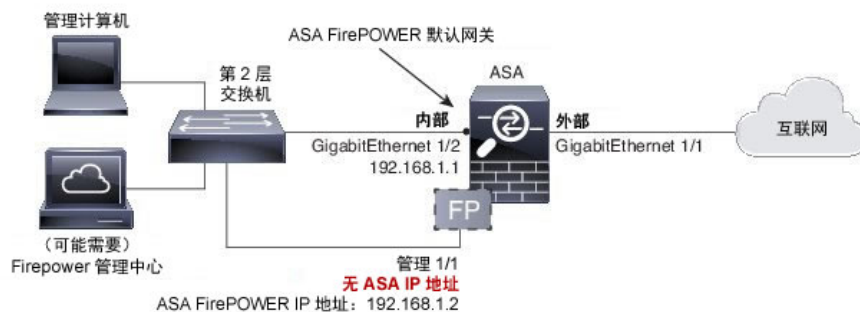 管理计算机
ASA FirePOWER 默认网关
第 2 层
交换机
ASA
内部
外部
GigabitEthernet 1/2
GigabitEthernet 1/1
192.168.1.1
互联网
FP
（可能需要）
Firepower 管理中心
管理 1/1
无 ASA IP 地址
ASA FirePOWER IP 地址：192.168.1.2